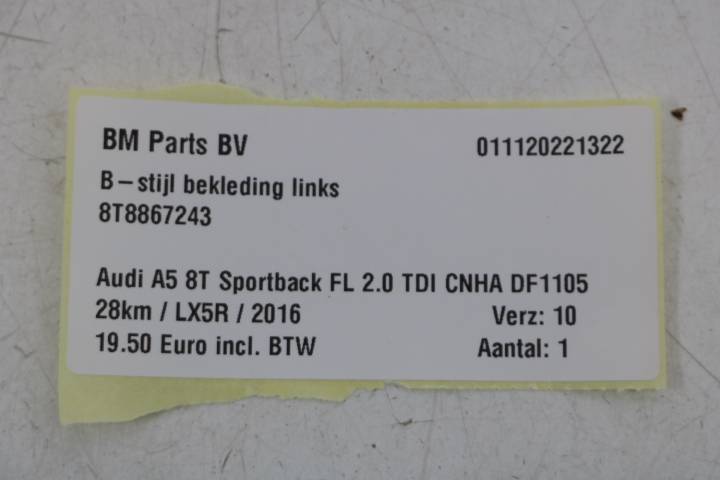 BM Parts BV 011120221322
B-stijl bekleding links
8T8867243
Audi A5 8T Sportback FL 2.0 TDI CNHA DF1105
28km / LX5R / 2016 Verz: 10
19.50 Euro incl. BTW Aantal: 1